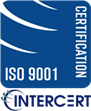 CERTIFICATION
ISO 9001
INTERCERT